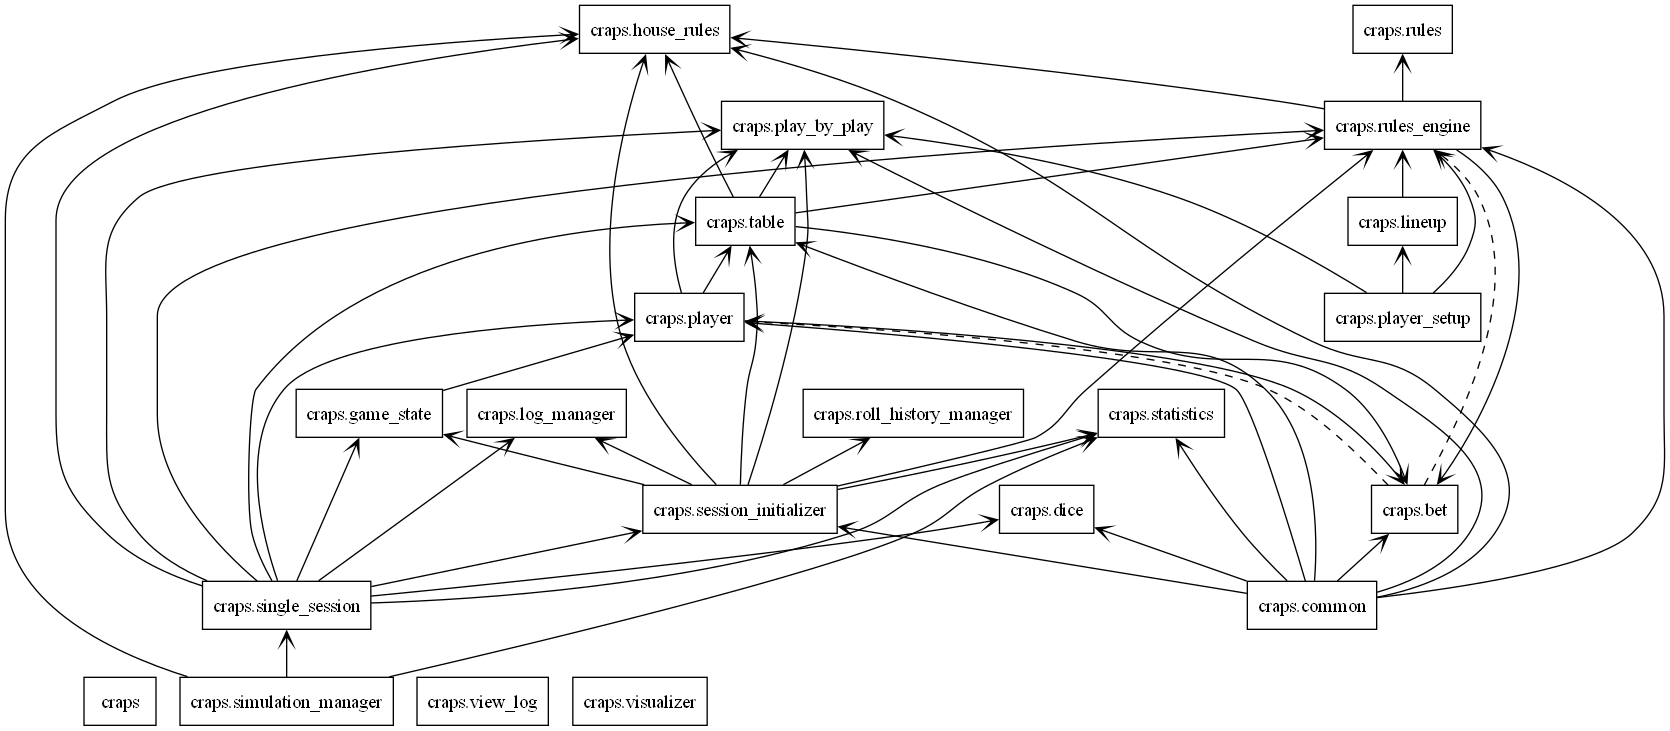 craps.house_rules
craps.rules
craps.play_by_play
craps.rules_engine
craps.table
craps.lineup
craps.player
craps.player_setup
craps.game_state
craps.log_manager
craps.roll_history_manager
craps.statistics
craps.session_initializer
craps.dice
craps.bet
craps.single_session
craps.common
craps
craps.simulation_manager
craps.view_log
craps.visualizer